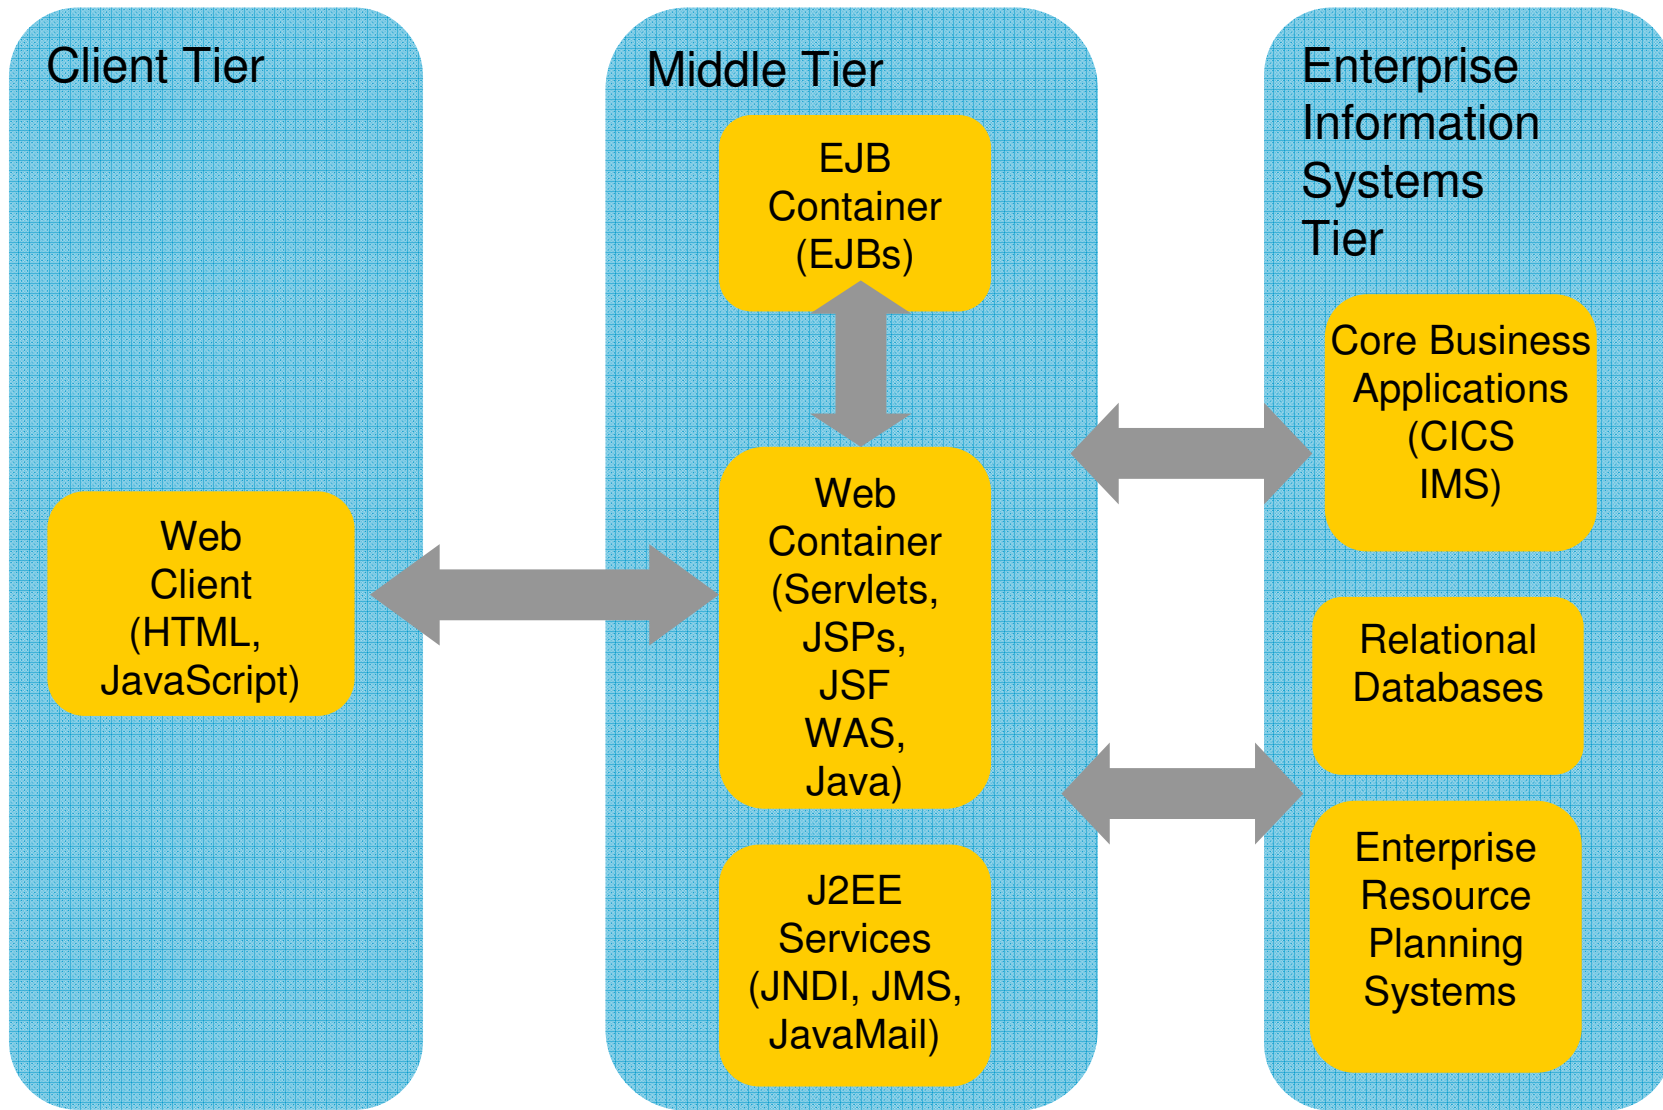 Client Tier
Web
Client
(HTML,
JavaScript)
Middle Tier
EJB
Container
(EJBs)
Web
Container
(Servlets,
JSPs,
JSF
WAS,
Java)
J2EE
Services
(JNDI, JMS,
JavaMail)
Enterprise
Information
Systems
Tier
Core Business
Applications
(CICS
IMS)
Relational
Databases
Enterprise
Resource
Planning
Systems